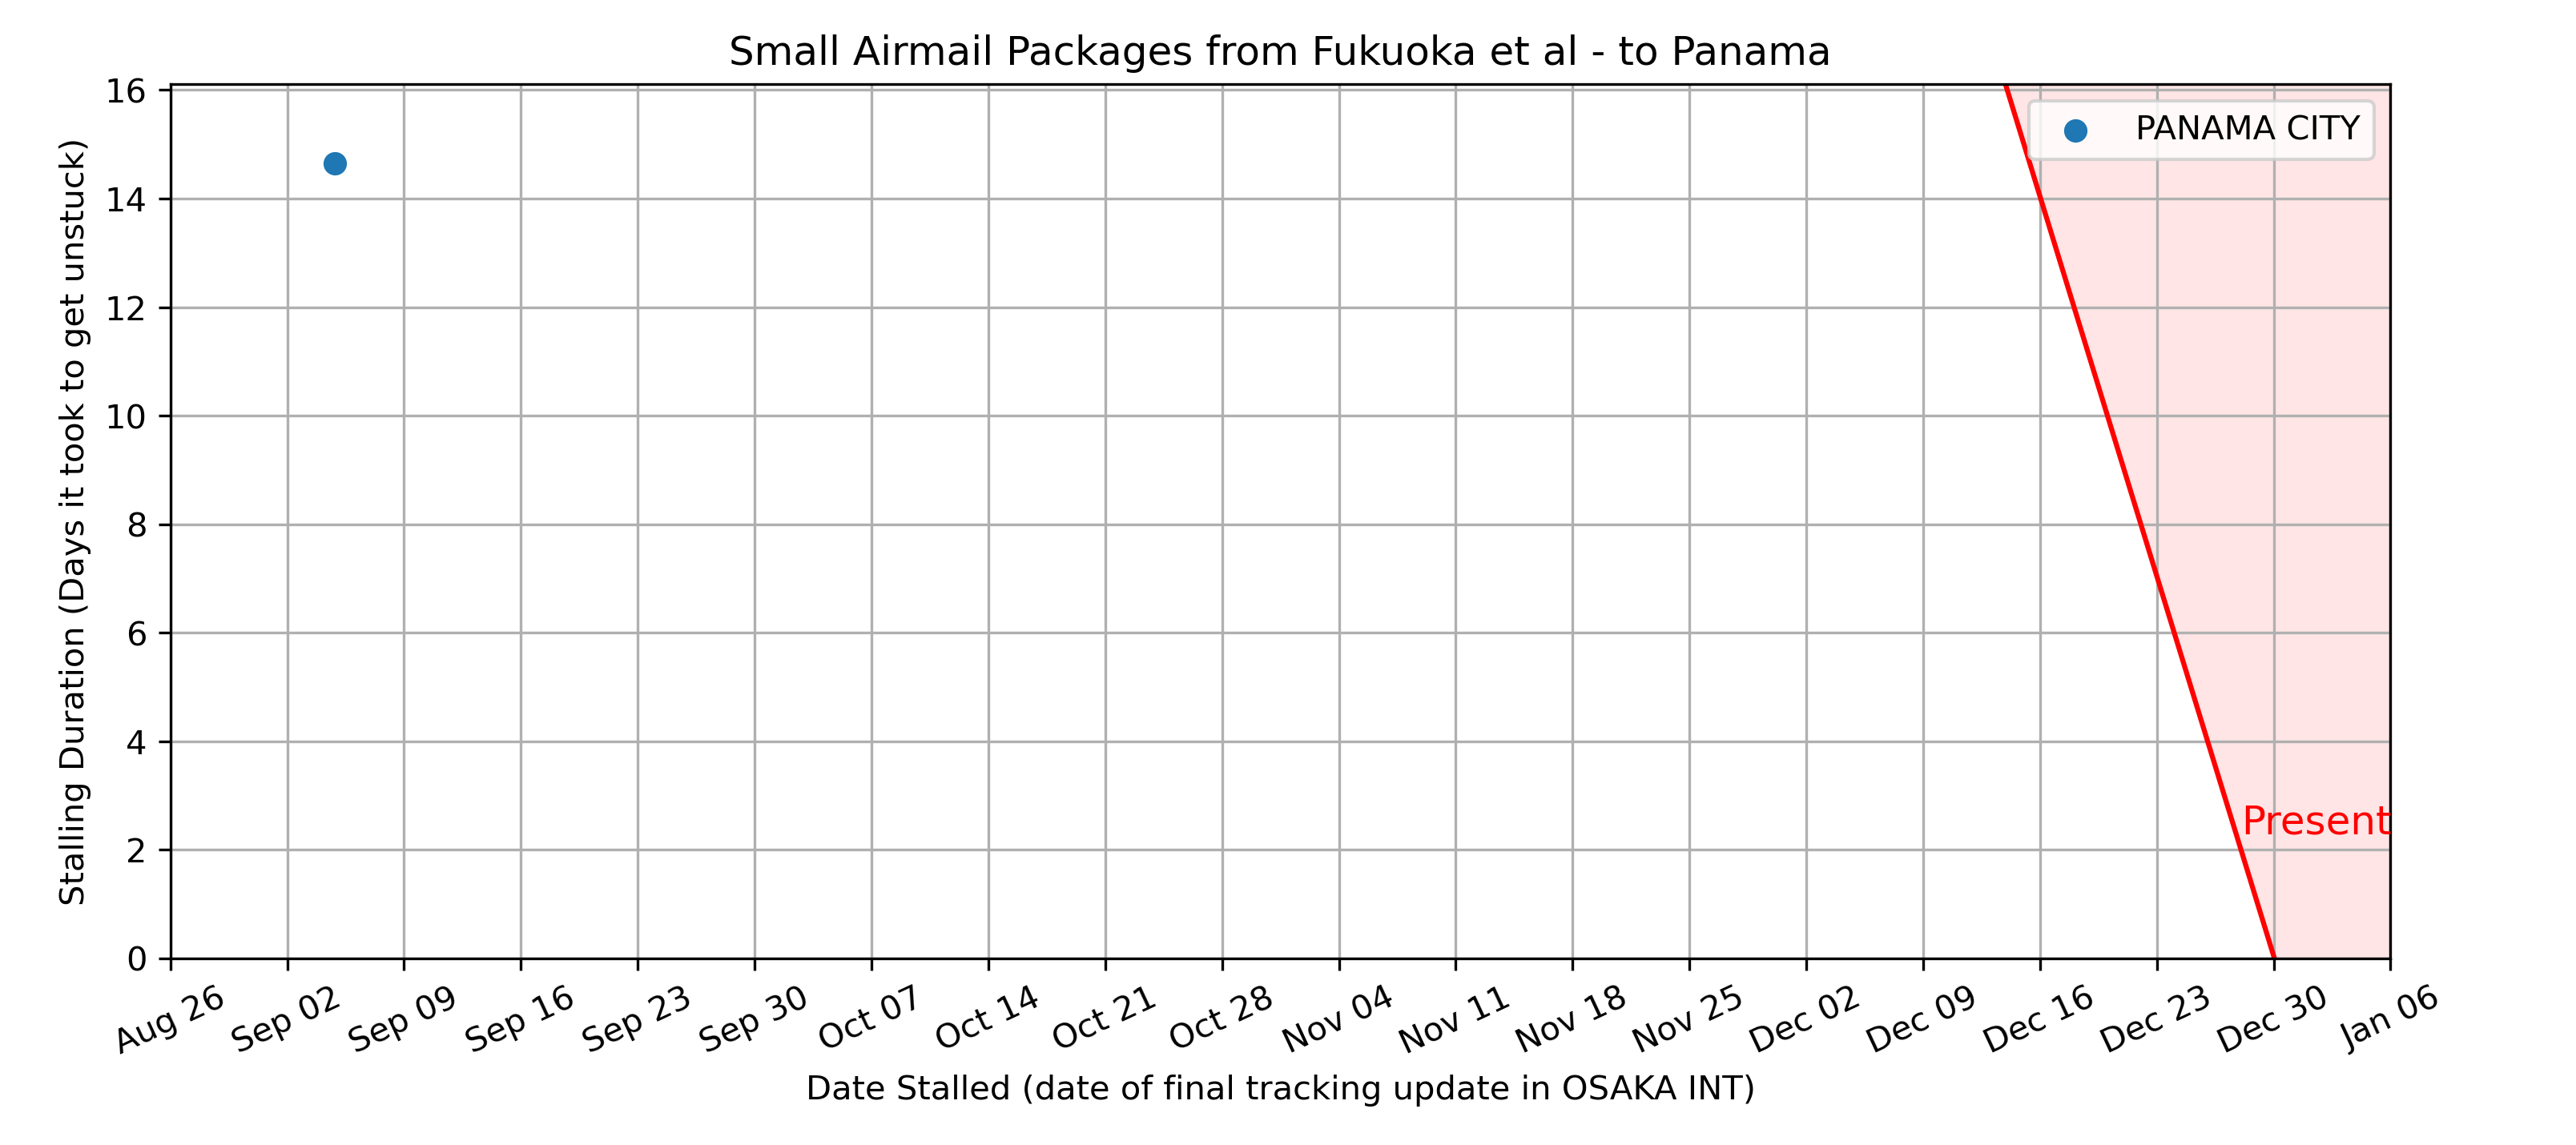 Small Airmail Packages from Fukuoka et al - to Panama
Stalling Duration (Days it took to get unstuck)
16
14
12
10
8
6
4
2
0
PANAMA CITY
Present
Aug 26
Sep 02
Sep 09
Sep 16
Sep 23
Sep 30
Oct 07
Oct 14
Oct 21
Oct 28
Nov 04
Nov 11
Nov 18
Nov 25
Dec 02
Dec 09
Dec 16
Dec 23
Dec 30
Jan 06
Date Stalled (date of final tracking update in OSAKA INT)